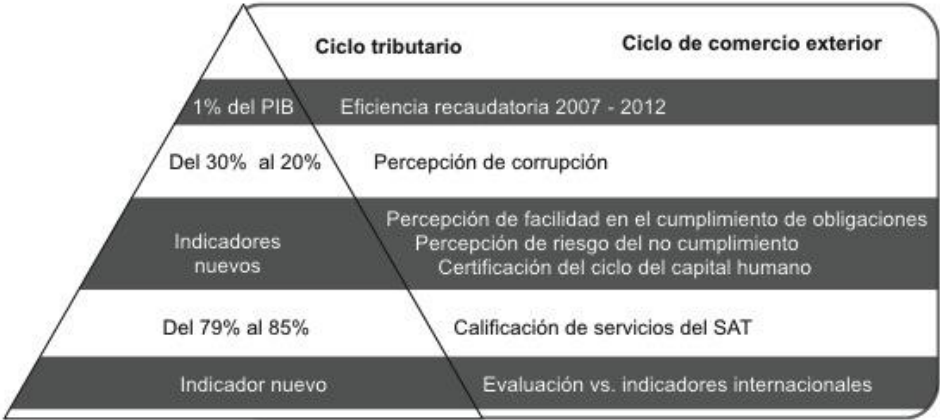 Ciclo tributario
Ciclo de comercio exterior
1% del PIB
Eficiencia recaudatoria 2007 - 2012
Del 30% al 20%
Percepción de corrupción
Indicadores
nuevos
Percepción de facilidad en el cumplimiento de obligaciones
Percepción de riesgo del no cumplimiento
Certificación del ciclo del capital humano
Del 79% al 85%
Calificación de servicios del SAT
Indicador nuevo
Evaluación vs. indicadores internacionales